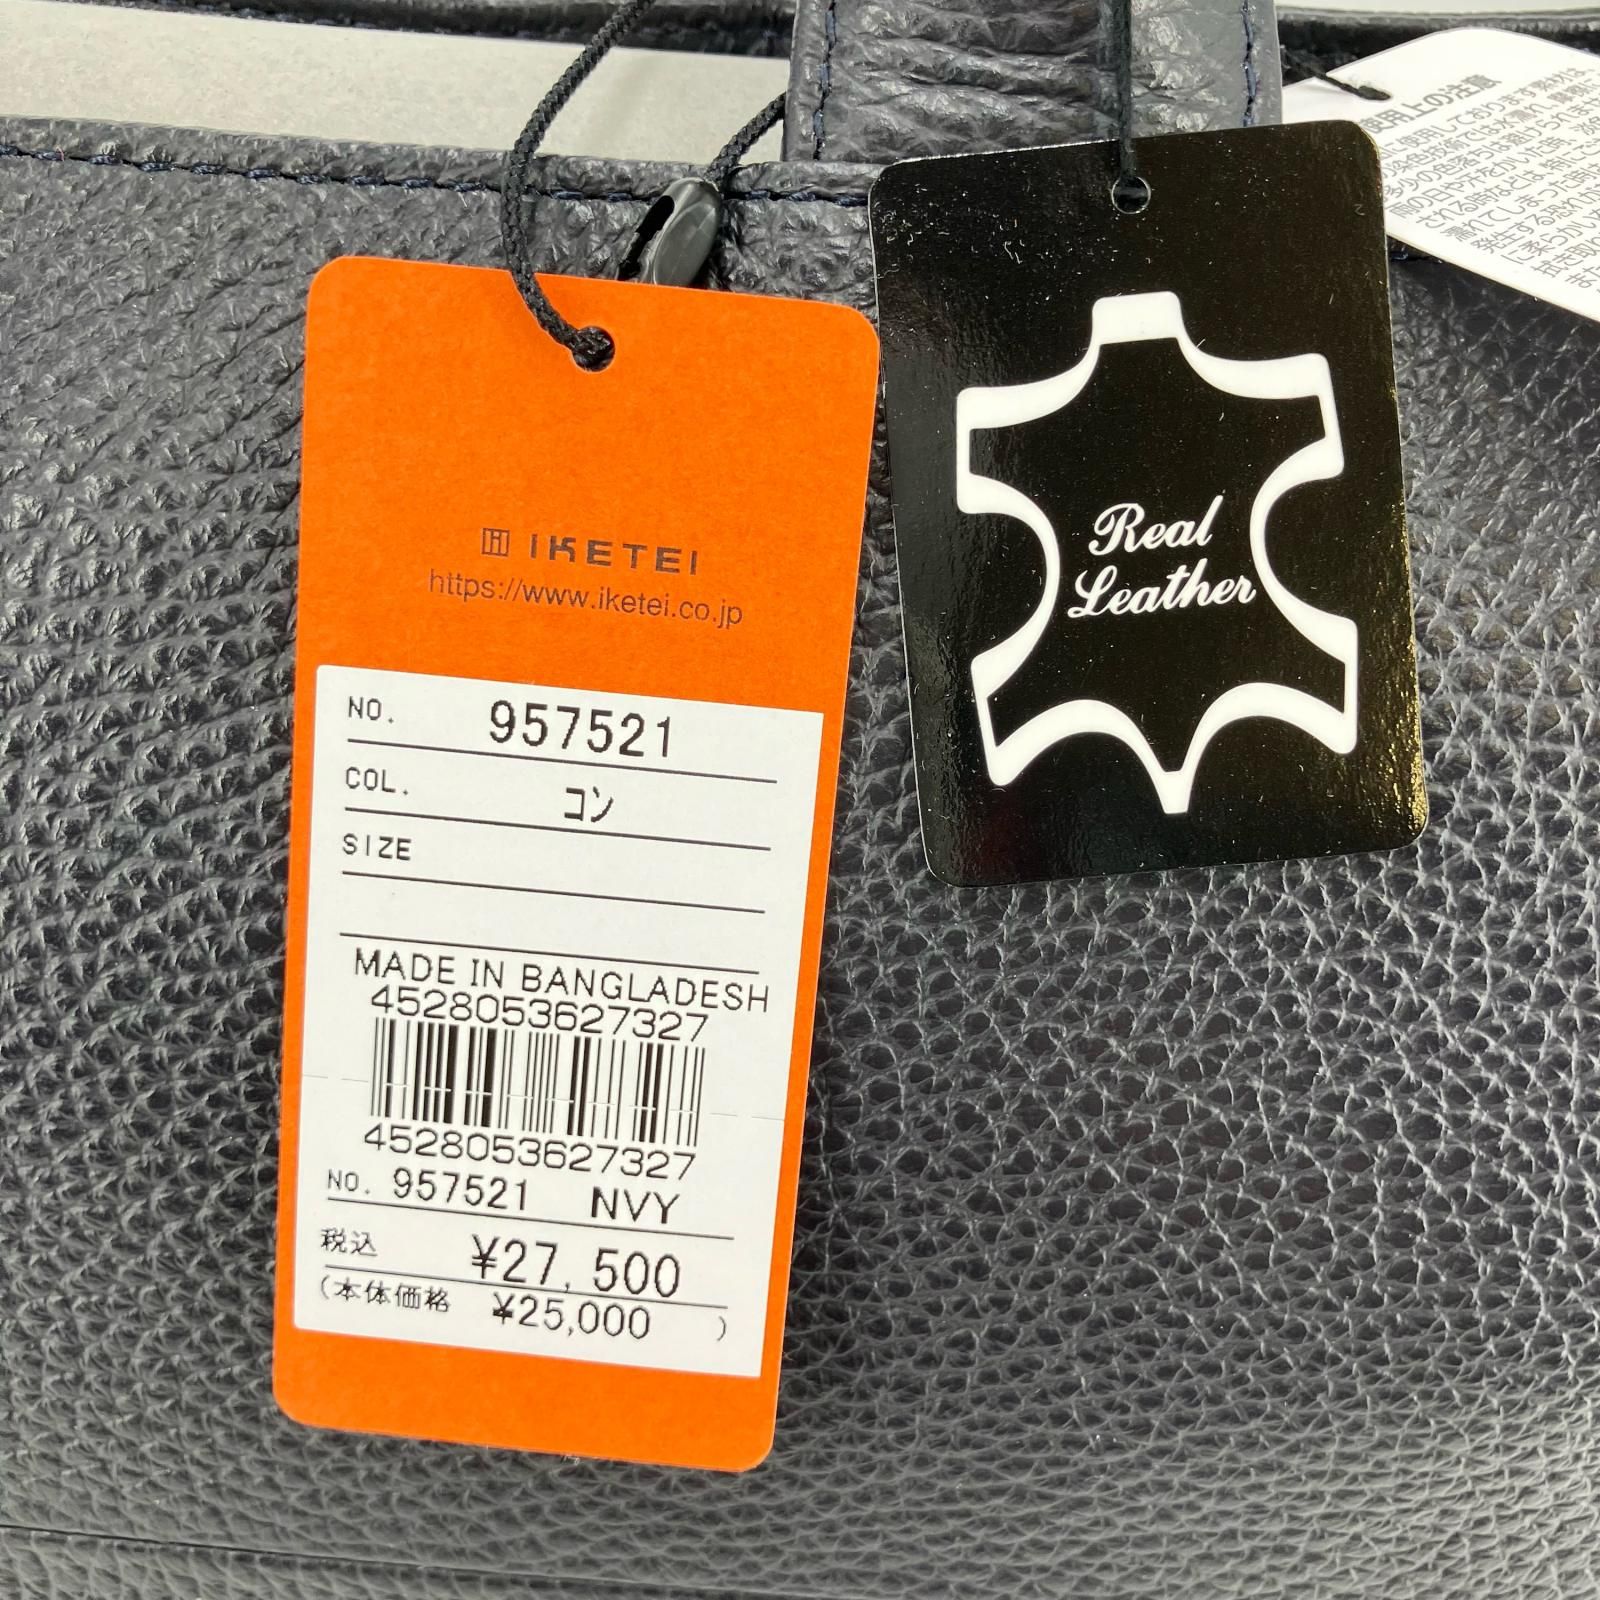 IKETEI
https://www.iketei.co.jp
NO. 957521
COL. コン
SIZE
MADE IN BANGLADESH
4528053627327
4528053627327
NO. 957521 NVY
税込 ¥27,500
(本体価格 ¥25,000 )
Real
Leather
用上の注意